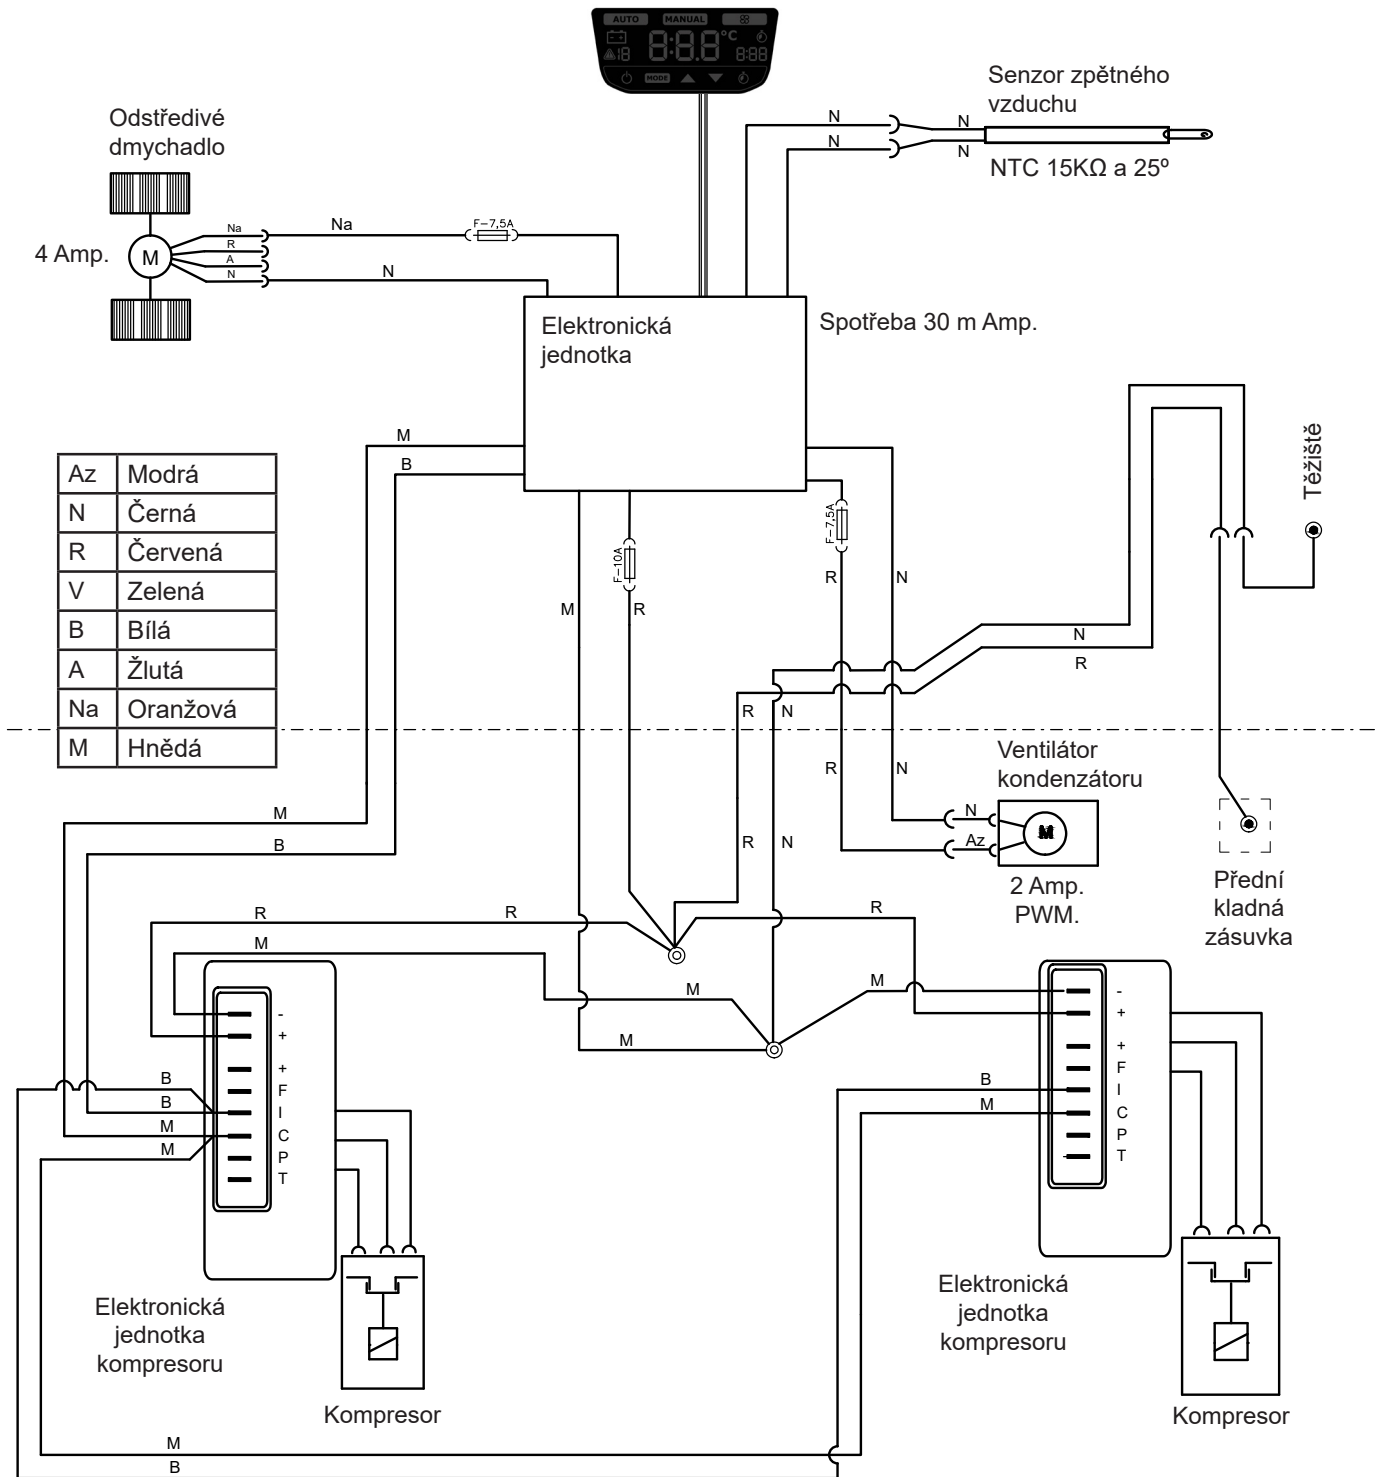 AUTO MANUAL
8:8.8 °C
18 8:88
MODE
Senzor zpětného
vzduchu
N
N
N
N
NTC 15KΩ a 25º
Odstředivé
dmychadlo
4 Amp.
M
Na
R
A
N
Na
F-7,5A
N
Elektronická
jednotka
Spotřeba 30 m Amp.
M
B
Az Modrá
N Černá
R Červená
V Zelená
B Bílá
A Žlutá
Na Oranžová
M Hnědá
F-10A
F-7,5A
M
R
R
N
Těžiště
N
R
R
N
R
N
Ventilátor
kondenzátoru
N
Az
M
2 Amp.
PWM.
Přední
kladná
zásuvka
M
B
R
N
R
R
R
M
M
M
M
-
+
+
F
I
C
P
T
B
B
M
M
-
+
+
F
I
C
P
T
B
M
Elektronická
jednotka
kompresoru
Kompresor
Elektronická
jednotka
kompresoru
Kompresor
M
B